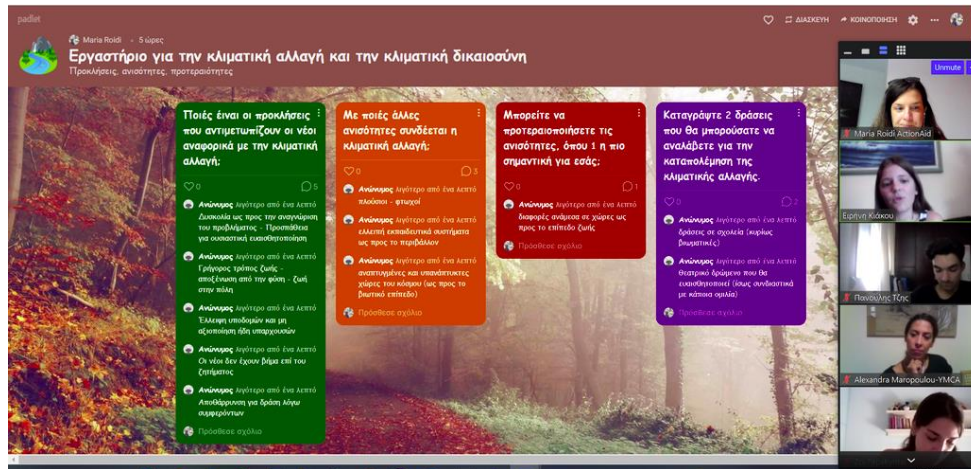 padlet
ΔΙΑΣΚΕΥΗ
ΚΟΙΝΟΠΟΙΗΣΗ
Maria Roidi • 5 ώρες
Εργαστήριο για την κλιματική αλλαγή και την κλιματική δικαιοσύνη
Προκλήσεις, ανισότητες, προτεραιότητες
Ποιές είναι οι προκλήσεις
που αντιμετωπίζουν οι νέοι
αναφορικά με την κλιματική
αλλαγή;
0 5
Ανώνυμος λιγότερο από ένα λεπτό
Δυσκολία ως προς την αναγνώριση
του προβλήματος - Προσπάθεια
για ουσιαστική ευαισθητοποίηση
Ανώνυμος λιγότερο από ένα λεπτό
Γρήγορος τρόπος ζωής -
αποξένωση από την φύση - ζωή
στην πόλη
Ανώνυμος λιγότερο από ένα λεπτό
Έλλειψη υποδομών και μη
αξιοποίηση ήδη υπαρχουσών
Ανώνυμος λιγότερο από ένα λεπτό
Οι νέοι δεν έχουν βήμα επί του
ζητήματος
Ανώνυμος λιγότερο από ένα λεπτό
Αποθάρρυνση για δράση λόγω
συμφερόντων
Πρόσθεσε σχόλιο
Με ποιές άλλες
ανισότητες συνδέεται η
κλιματική αλλαγή;
0 3
Ανώνυμος λιγότερο από ένα λεπτό
πλούσιοι - φτωχοί
Ανώνυμος λιγότερο από ένα λεπτό
ελλειπή εκπαιδευτικά συστήματα
ως προς το περιβάλλον
Ανώνυμος λιγότερο από ένα λεπτό
αναπτυγμένες και υπανάπτυκτες
χώρες του κόσμου (ως προς το
βιωτικό επίπεδο)
Πρόσθεσε σχόλιο
Μπορείτε να
προτεραιοποιήσετε τις
ανισότητες, όπου 1 η πιο
σημαντική για εσάς;
0 1
Ανώνυμος λιγότερο από ένα λεπτό
διαφορές ανάμεσα σε χώρες ως
προς το επίπεδο ζωής
Πρόσθεσε σχόλιο
Καταγράψτε 2 δράσεις
που θα μπορούσατε να
αναλάβετε για την
καταπολέμηση της
κλιματικής αλλαγής.
0 2
Ανώνυμος λιγότερο από ένα λεπτό
δράσεις σε σχολεία (κυρίως
βιωματικές)
Ανώνυμος λιγότερο από ένα λεπτό
θεατρικό δρώμενο που θα
ευαισθητοποιεί (ίσως συνδιαστικά
με κάποια ομιλία)
Πρόσθεσε σχόλιο
Unmute
Maria Roidi ActionAid
Ειρήνη Κιάκου
Παντούλης Τζης
Alexandra Maropoulou-YMCA